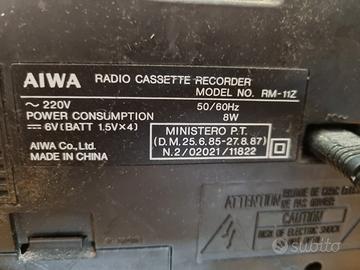 AIWA RADIO CASSETTE RECORDER
MODEL NO. RM-11Z
~ 220V 50/60Hz
POWER CONSUMPTION 8W
6V(BATT 1,5V×4)
MINISTERO P.T.
(D.M.25.6.85-27.8.87)
N.2/02021/11822
AIWA Co.,Ltd.
MADE IN CHINA
ATTENTION
CAUTION
RISK OF ELECTRIC SHOCK
subito